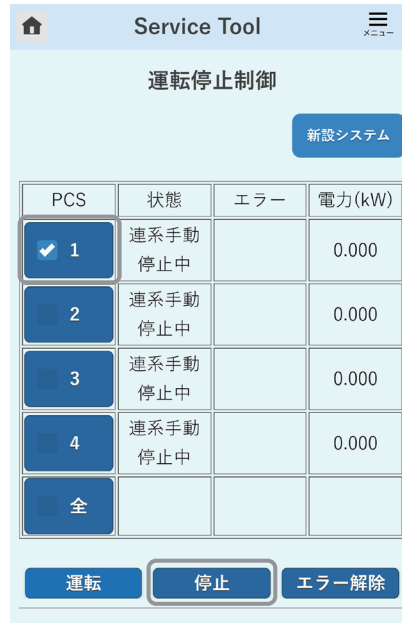 Service Tool
メニュー
運転停止制御
新設システム
PCS 状態 エラー 電力(kW)
1 連系手動 0.000
停止中
2 連系手動 0.000
停止中
3 連系手動 0.000
停止中
4 連系手動 0.000
停止中
全
運転 停止 エラー解除